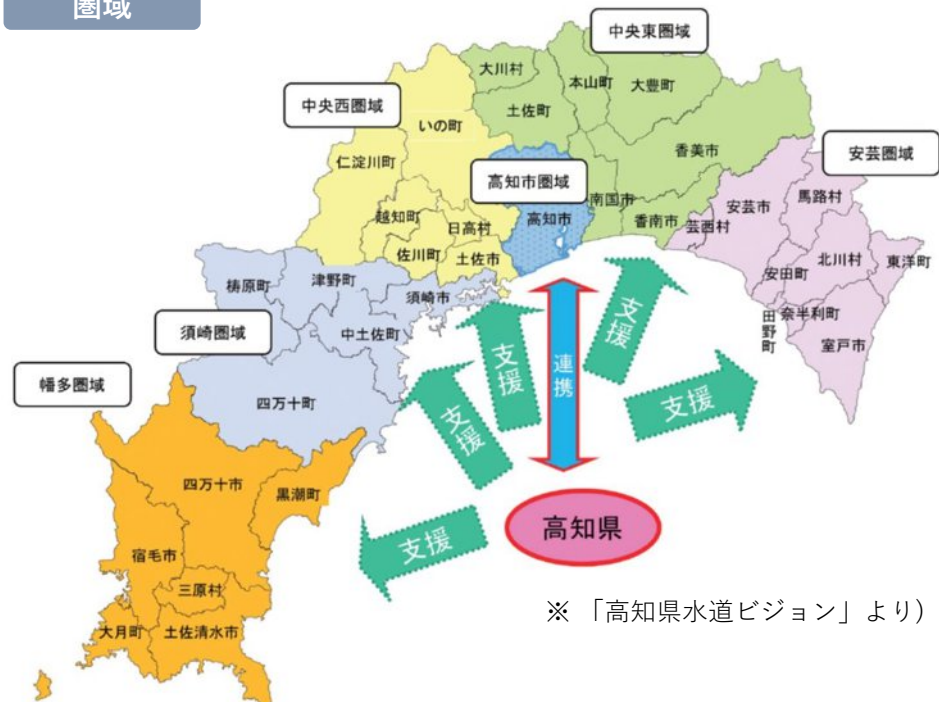 圏域
中央東圏域
大川村
本山町
大豊町
土佐町
中央西圏域
いの町
香美市
仁淀川町
安芸圏域
高知市圏域
馬路村
南国市
安芸市
越知町
高知市
香南市
芸西村
日高村
佐川町
土佐市
北川村
東洋町
安田町
津野町
梼原町
須崎市
奈半利町
田野町
中土佐町
室戸市
須崎圏域
支援
支援
連携
幡多圏域
支援
支援
四万十町
四万十市
黒潮町
高知県
支援
宿毛市
三原村
※ 「高知県水道ビジョン」より)
大月町
土佐清水市